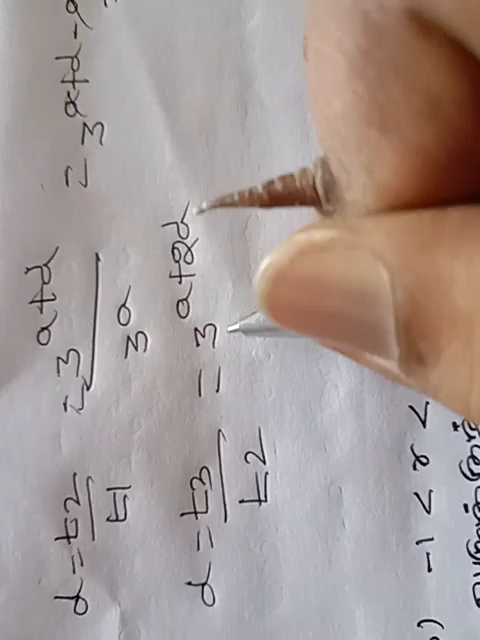 d = t2/t1 = 3^a+d / 3^a = 3^a+d-a
d = t3/t2 = 3^a+2d
-1 < r <